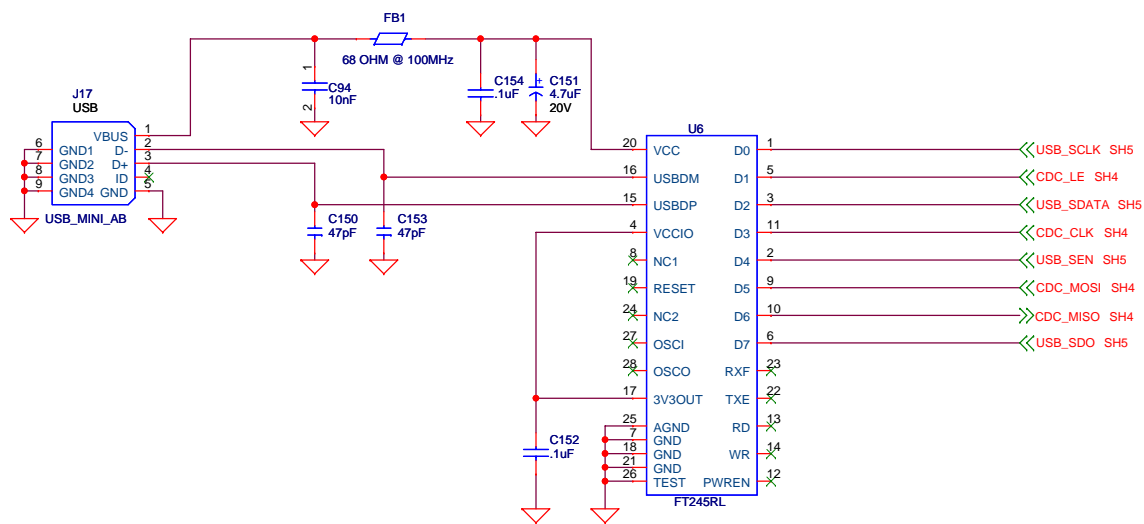 FB1
68 OHM @ 100MHz
1
C94
10nF
2
C154
.1uF
C151
4.7uF
20V
+
J17
USB
VBUS 1
6 GND1 D- 2
7 GND2 D+ 3
8 GND3 ID 4
9 GND4 GND 5
USB_MINI_AB
C150
47pF
C153
47pF
C152
.1uF
U6
20 VCC D0 1 USB_SCLK SH5
16 USBDM D1 5 CDC_LE SH4
15 USBDP D2 3 USB_SDATA SH5
4 VCCIO D3 11 CDC_CLK SH4
8 NC1 D4 2 USB_SEN SH5
19 RESET D5 9 CDC_MOSI SH4
24 NC2 D6 10 CDC_MISO SH4
27 OSCI D7 6 USB_SDO SH5
28 OSCO RXF 23
17 3V3OUT TXE 22
25 AGND RD 13
7 GND
18 GND WR 14
21 GND
26 TEST PWREN 12
FT245RL